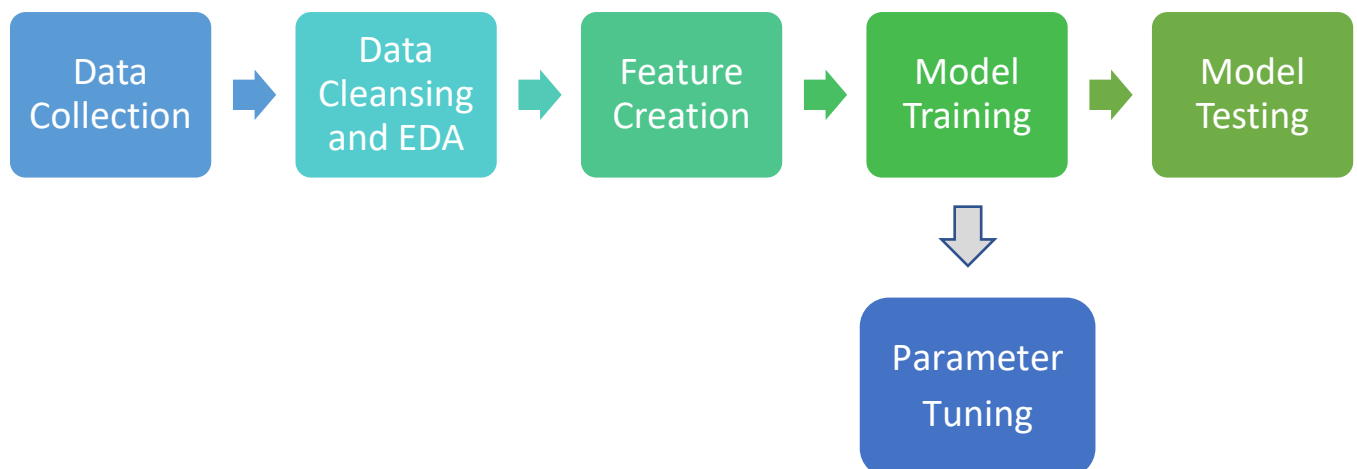 Data
Collection
Data
Cleansing
and EDA
Feature
Creation
Model
Training
Model
Testing
Parameter
Tuning